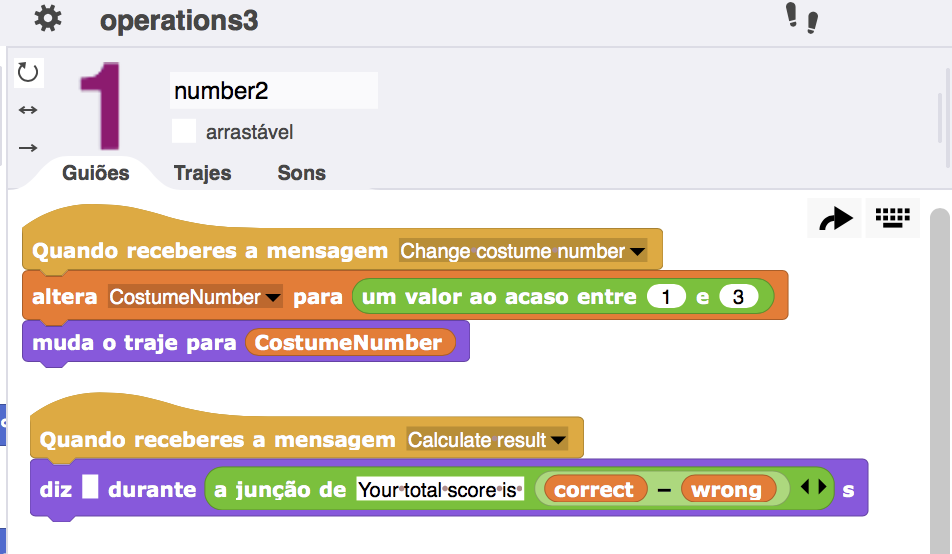 operations3
1
number2
arrastável
Guiões Trajes Sons
Quando receberes a mensagem Change costume number
altera CostumeNumber para um valor ao acaso entre 1 e 3
muda o traje para CostumeNumber
Quando receberes a mensagem Calculate result
diz durante a junção de Your•total•score•is• correct − wrong s